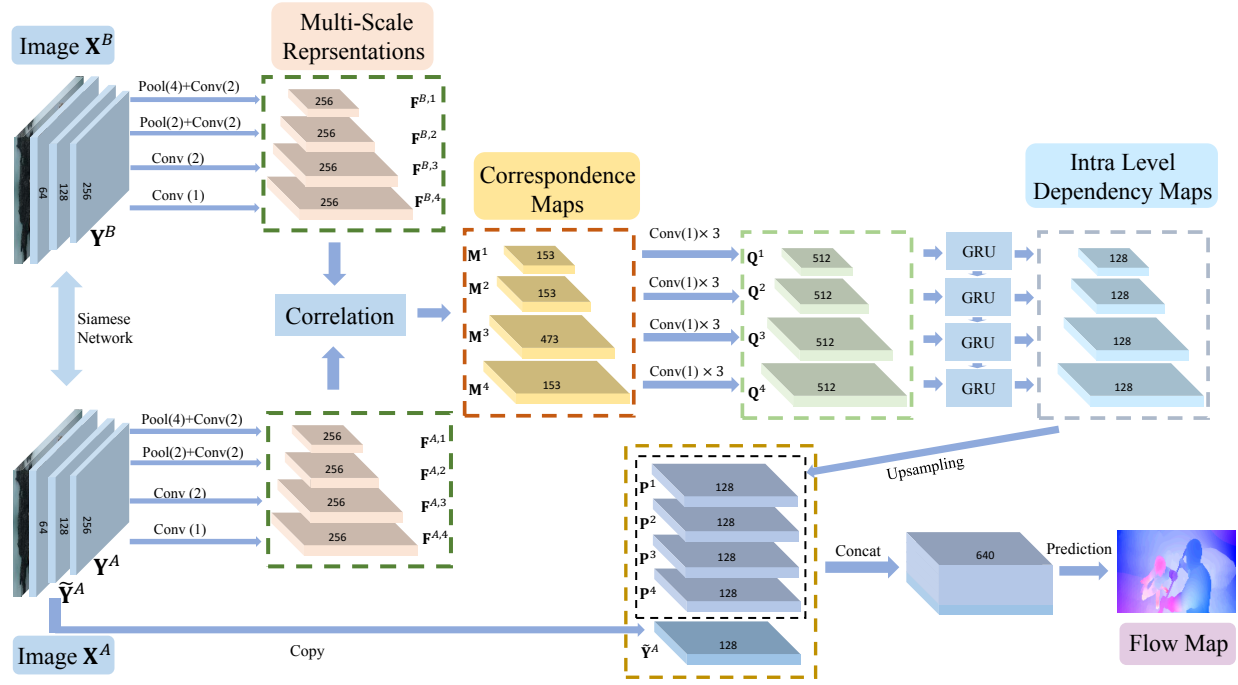 Image X^B
Multi-Scale
Reprsentations
Pool(4)+Conv(2)
Pool(2)+Conv(2)
Conv (2)
Conv (1)
64
128
256
Y^B
256
F^{B,1}
256
F^{B,2}
256
F^{B,3}
256
F^{B,4}
Siamese
Network
Correlation
Correspondence
Maps
M^1
153
M^2
153
M^3
473
M^4
153
Conv(1)× 3
Conv(1)× 3
Conv(1)× 3
Conv(1) × 3
Q^1
512
Q^2
512
Q^3
512
Q^4
512
GRU
GRU
GRU
GRU
Intra Level
Dependency Maps
128
128
128
128
Pool(4)+Conv(2)
Pool(2)+Conv(2)
Conv (2)
Conv (1)
64
128
256
Y^A
Ỹ^A
Image X^A
256
F^{A,1}
256
F^{A,2}
256
F^{A,3}
256
F^{A,4}
Copy
Upsampling
P^1
128
P^2
128
P^3
128
P^4
128
Ỹ^A
128
Concat
640
Prediction
Flow Map